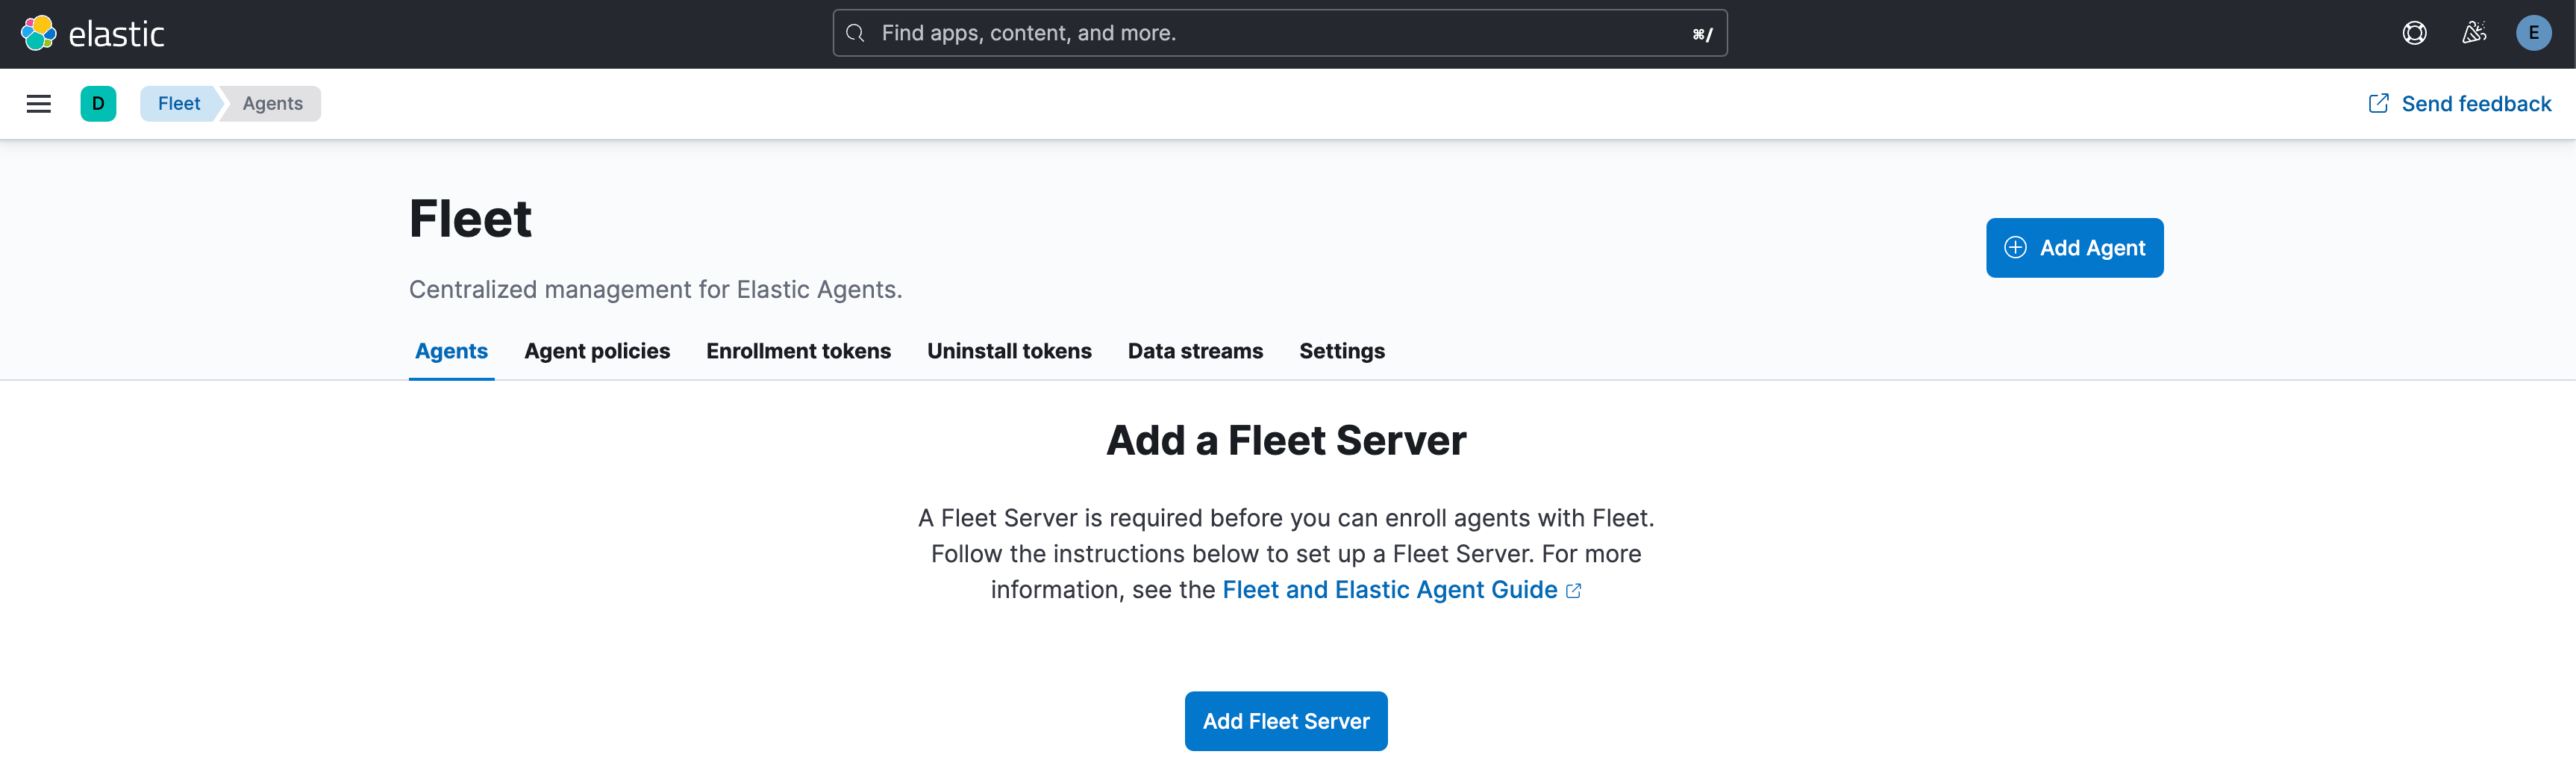 elastic
Find apps, content, and more.
⌘/
E
D
Fleet
Agents
Send feedback
Fleet
Add Agent
Centralized management for Elastic Agents.
Agents
Agent policies
Enrollment tokens
Uninstall tokens
Data streams
Settings
Add a Fleet Server
A Fleet Server is required before you can enroll agents with Fleet.
Follow the instructions below to set up a Fleet Server. For more
information, see the Fleet and Elastic Agent Guide
Add Fleet Server